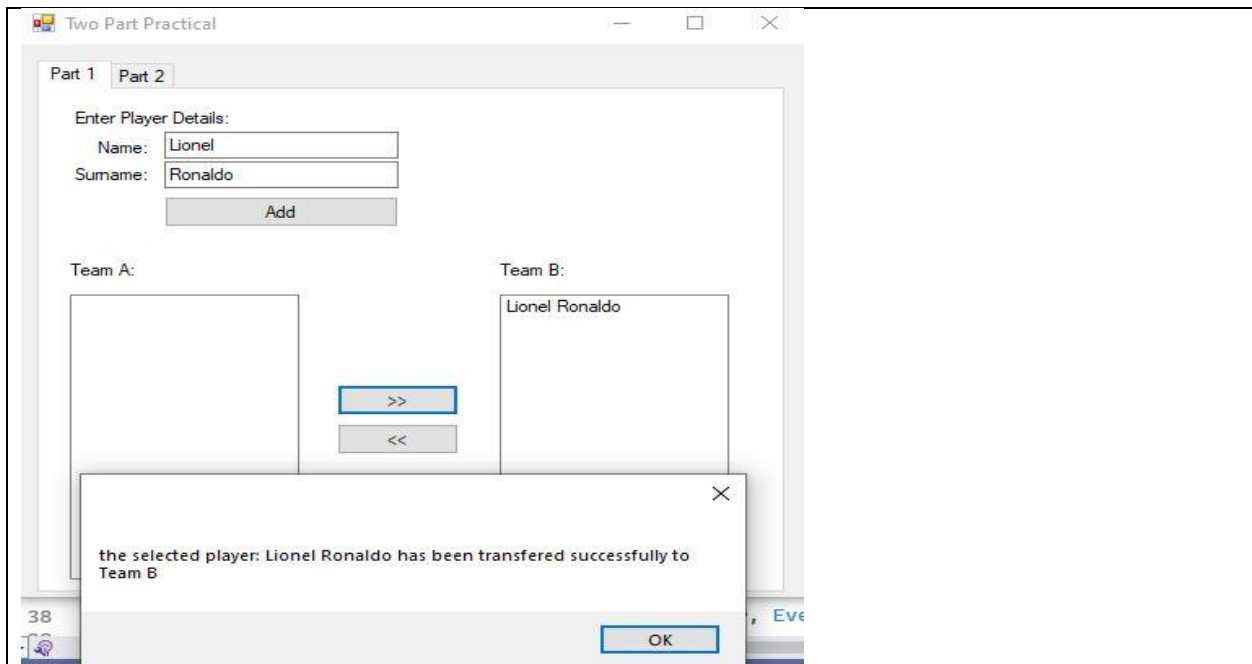 Two Part Practical
Part 1 Part 2
Enter Player Details:
Name: Lionel
Surname: Ronaldo
Add
Team A: Team B:
Lionel Ronaldo
>>
<<
the selected player: Lionel Ronaldo has been transfered successfully to
Team B
38 , Eve
OK